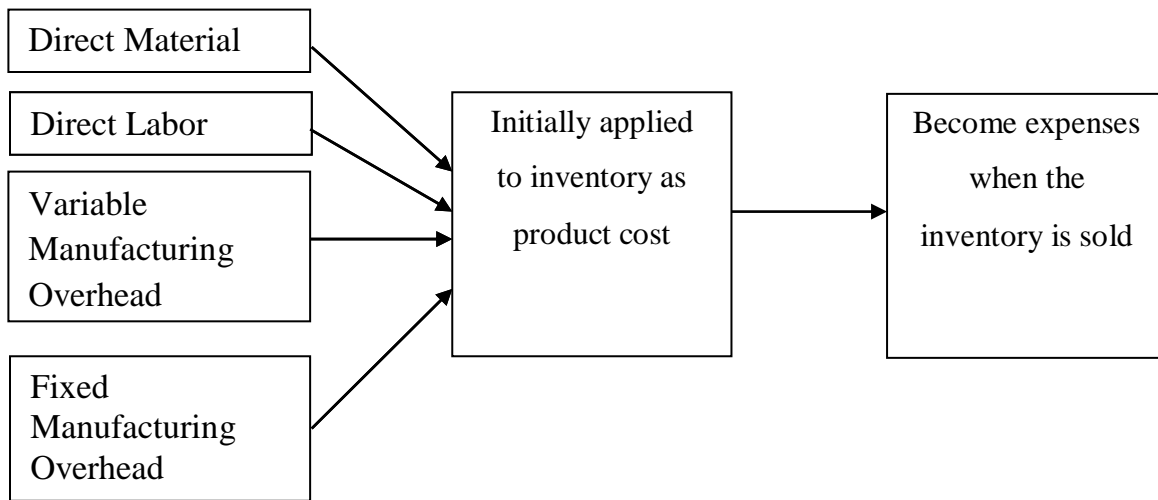 Direct Material
Direct Labor
Variable
Manufacturing
Overhead
Fixed
Manufacturing
Overhead
Initially applied
to inventory as
product cost
Become expenses
when the
inventory is sold